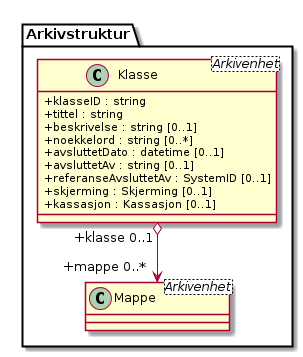 Arkivstruktur
C Klasse
Arkivenhet
+klasseID : string
+tittel : string
+beskrivelse : string [0..1]
+noekkelord : string [0..*]
+avsluttetDato : datetime [0..1]
+avsluttetAv : string [0..1]
+referanseAvsluttetAv : SystemID [0..1]
+skjerming : Skjerming [0..1]
+kassasjon : Kassasjon [0..1]
+klasse 0..1
+mappe 0..*
C Mappe
Arkivenhet